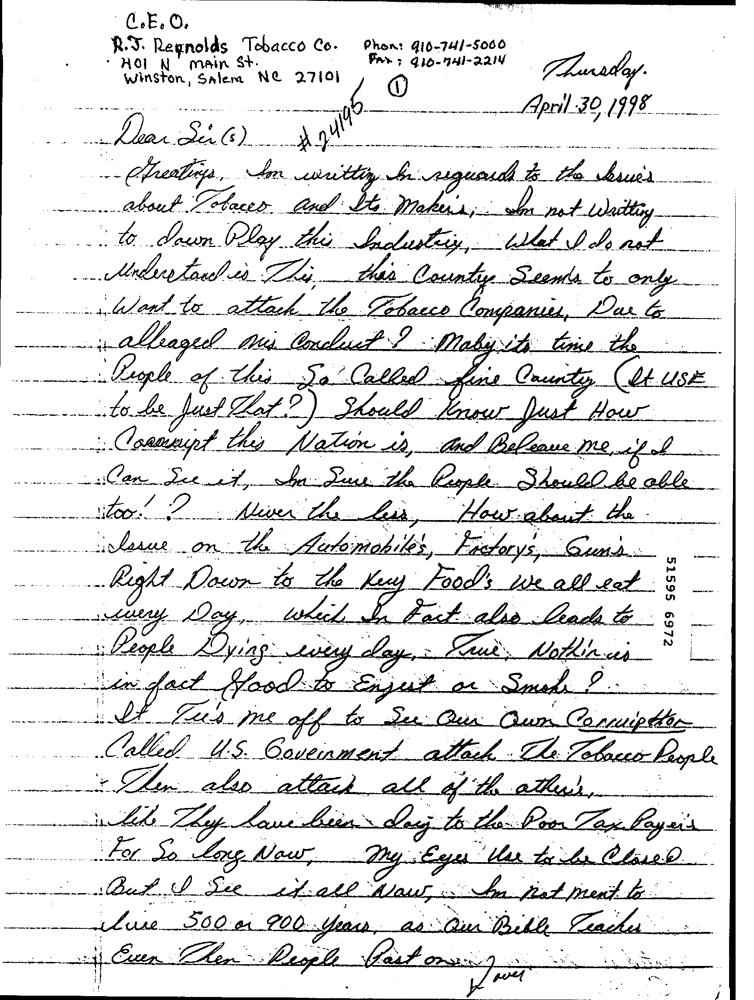 C.E.O.
R.J. Reynolds Tobacco Co. Phon: 910-741-5000
401 N Main St. Fax: 910-741-2214
Winston, Salem NC 27101 ① Thursday.
April 30, 1998
#24195
Dear Sir(s)
Greatings, Im writting In reguards to the Issue's
about Tobacco and Its Maker's, Im not Writting
to down Play this Industrie, What I do not
Understand is This, this Country Seems to only
Want to attack the Tobacco Companies, Due to
alleaged mis Conduct? Maby its time the
People of this So Called fine Country (It USE
to be Just That?) Should Know Just How
this Nation is, and Beleave me, if I
Can See it, Im Sure the People Should be able
too!? Never the less, How about the
Issue on the Automobile's, Factory's, Gun's
Right Down to the Food's we all eat
every Day, Which In Fact also leads to
People Dying every day, True, Nothin is
in fact Good to Enjest or Smoke?
It Tee's me off to See Our Own
Called U.S. Goverment attack The Tobacco People
Then also attack all of the other's,
like They have been doig to the Poor Tax Payer's
For So long Now, My Eyes Use to be Closed
But I See it all Now, Im not ment to
live 500 or 900 years, as Our Bible Teaches
Even Then People Past on
over
51595 6972